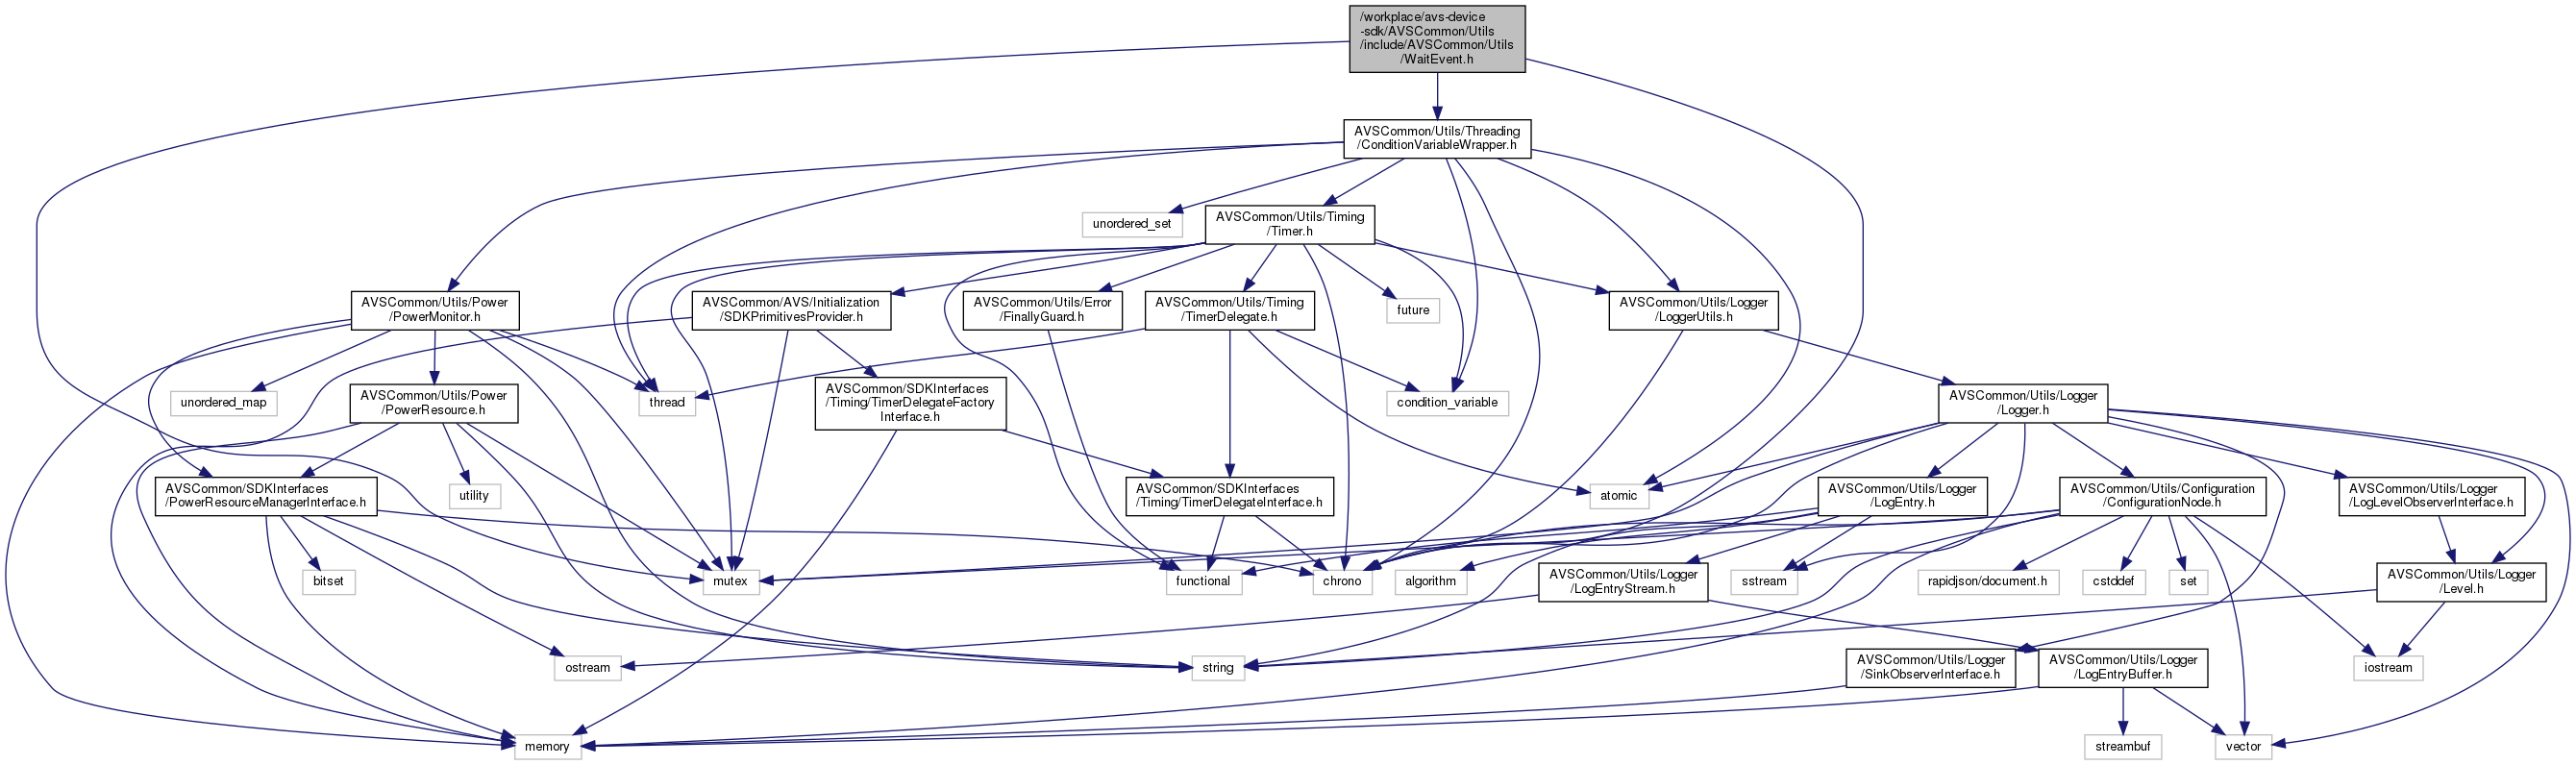 /workplace/avs-device
-sdk/AVSCommon/Utils
/include/AVSCommon/Utils
/WaitEvent.h
AVSCommon/Utils/Threading
/ConditionVariableWrapper.h
unordered_set
AVSCommon/Utils/Timing
/Timer.h
AVSCommon/Utils/Power
/PowerMonitor.h
AVSCommon/AVS/Initialization
/SDKPrimitivesProvider.h
AVSCommon/Utils/Error
/FinallyGuard.h
AVSCommon/Utils/Timing
/TimerDelegate.h
future
AVSCommon/Utils/Logger
/LoggerUtils.h
unordered_map
AVSCommon/Utils/Power
/PowerResource.h
thread
AVSCommon/SDKInterfaces
/Timing/TimerDelegateFactory
Interface.h
condition_variable
AVSCommon/Utils/Logger
/Logger.h
AVSCommon/SDKInterfaces
/PowerResourceManagerInterface.h
utility
AVSCommon/SDKInterfaces
/Timing/TimerDelegateInterface.h
atomic
AVSCommon/Utils/Logger
/LogEntry.h
AVSCommon/Utils/Configuration
/ConfigurationNode.h
AVSCommon/Utils/Logger
/LogLevelObserverInterface.h
bitset
mutex
functional
chrono
algorithm
AVSCommon/Utils/Logger
/LogEntryStream.h
sstream
rapidjson/document.h
cstddef
set
AVSCommon/Utils/Logger
/Level.h
ostream
string
AVSCommon/Utils/Logger
/SinkObserverInterface.h
AVSCommon/Utils/Logger
/LogEntryBuffer.h
iostream
memory
streambuf
vector